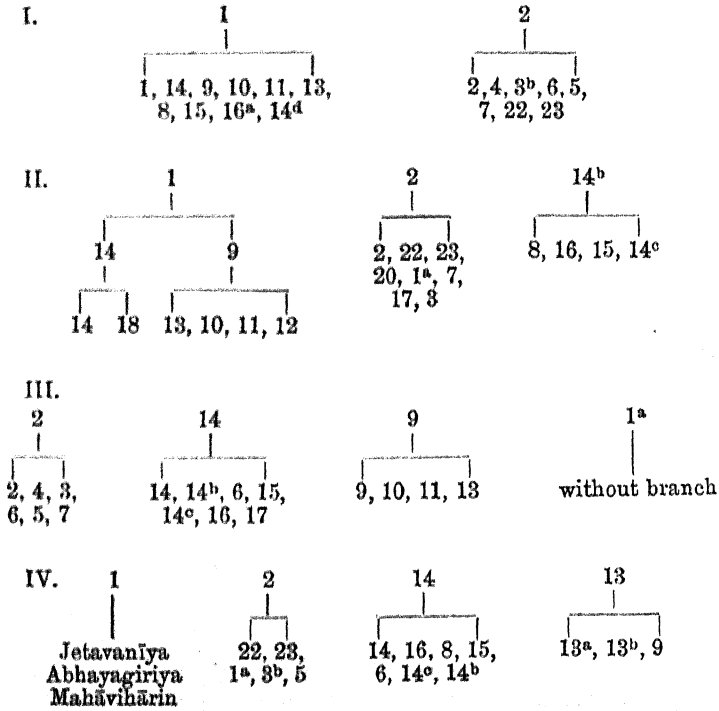 I. 1 2
1, 14, 9, 10, 11, 13, 2, 4, 3ᵇ, 6, 5,
8, 15, 16ᵃ, 14ᵈ 7, 22, 23
II. 1 2 14ᵇ
14 9 2, 22, 23, 8, 16, 15, 14ᶜ
20, 1ᵃ, 7,
17, 3
14 18 13, 10, 11, 12
III.
2 14 9 1ᵃ
2, 4, 3, 14, 14ᵇ, 6, 15, 9, 10, 11, 13 without branch
6, 5, 7 14ᶜ, 16, 17
IV. 1 2 14 13
Jetavanīya 22, 23, 14, 16, 8, 15, 13ᵃ, 13ᵇ, 9
Abhayagiriya 1ᵃ, 3ᵇ, 5 6, 14ᶜ, 14ᵇ
Mahāvihārin